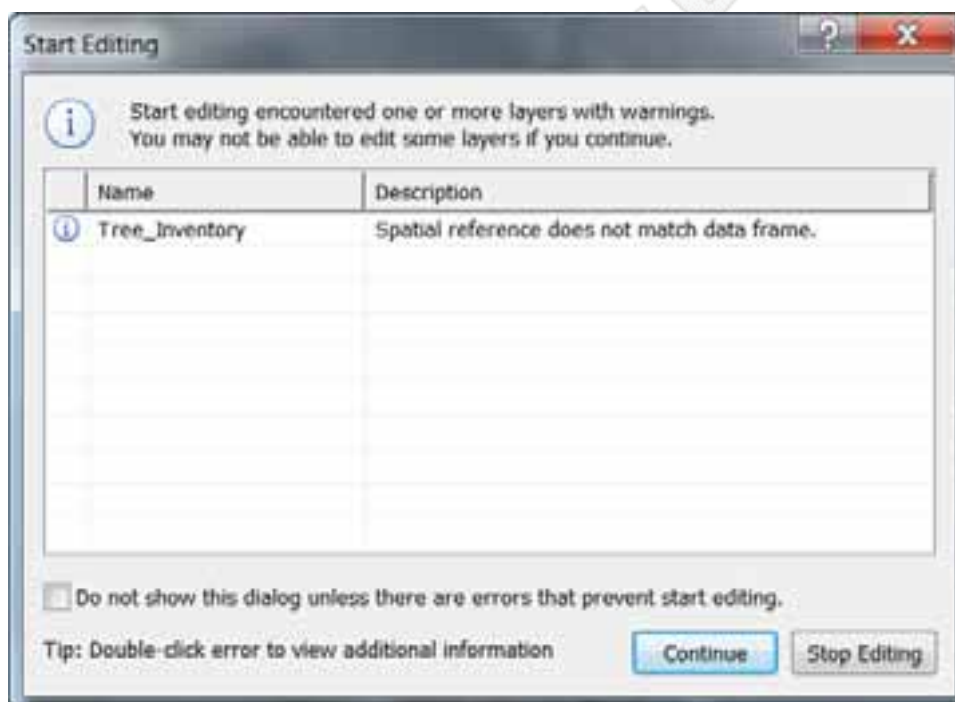 Start Editing
Start editing encountered one or more layers with warnings.
You may not be able to edit some layers if you continue.
Name Description
Tree_Inventory Spatial reference does not match data frame.
Do not show this dialog unless there are errors that prevent start editing.
Tip: Double-click error to view additional information
Continue Stop Editing